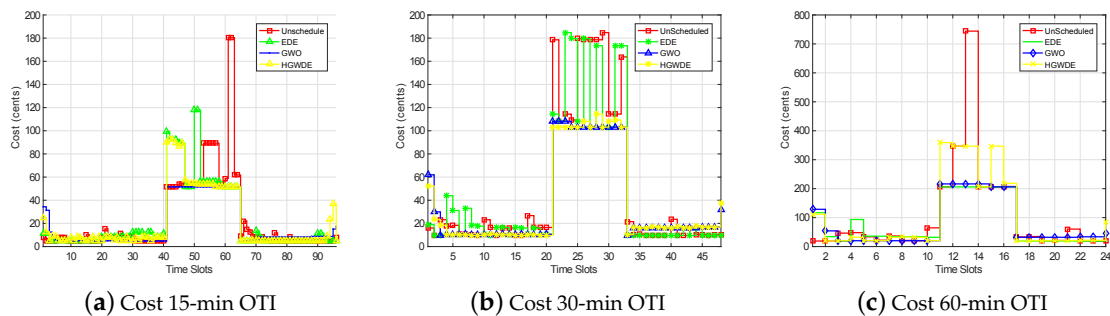 200
180
160
140
120
100
80
60
40
20
0
Cost (cents)
10 20 30 40 50 60 70 80 90
Time Slots
UnSchedule
EDE
GWO
HGWDE
(a) Cost 15-min OTI
200
180
160
140
120
100
80
60
40
20
0
Cost (cents)
5 10 15 20 25 30 35 40 45
Time Slots
UnScheduled
EDE
GWO
HGWDE
(b) Cost 30-min OTI
800
700
600
500
400
300
200
100
0
Cost (cents)
2 4 6 8 10 12 14 16 18 20 22 24
Time Slots
UnScheduled
EDE
GWO
HGWDE
(c) Cost 60-min OTI